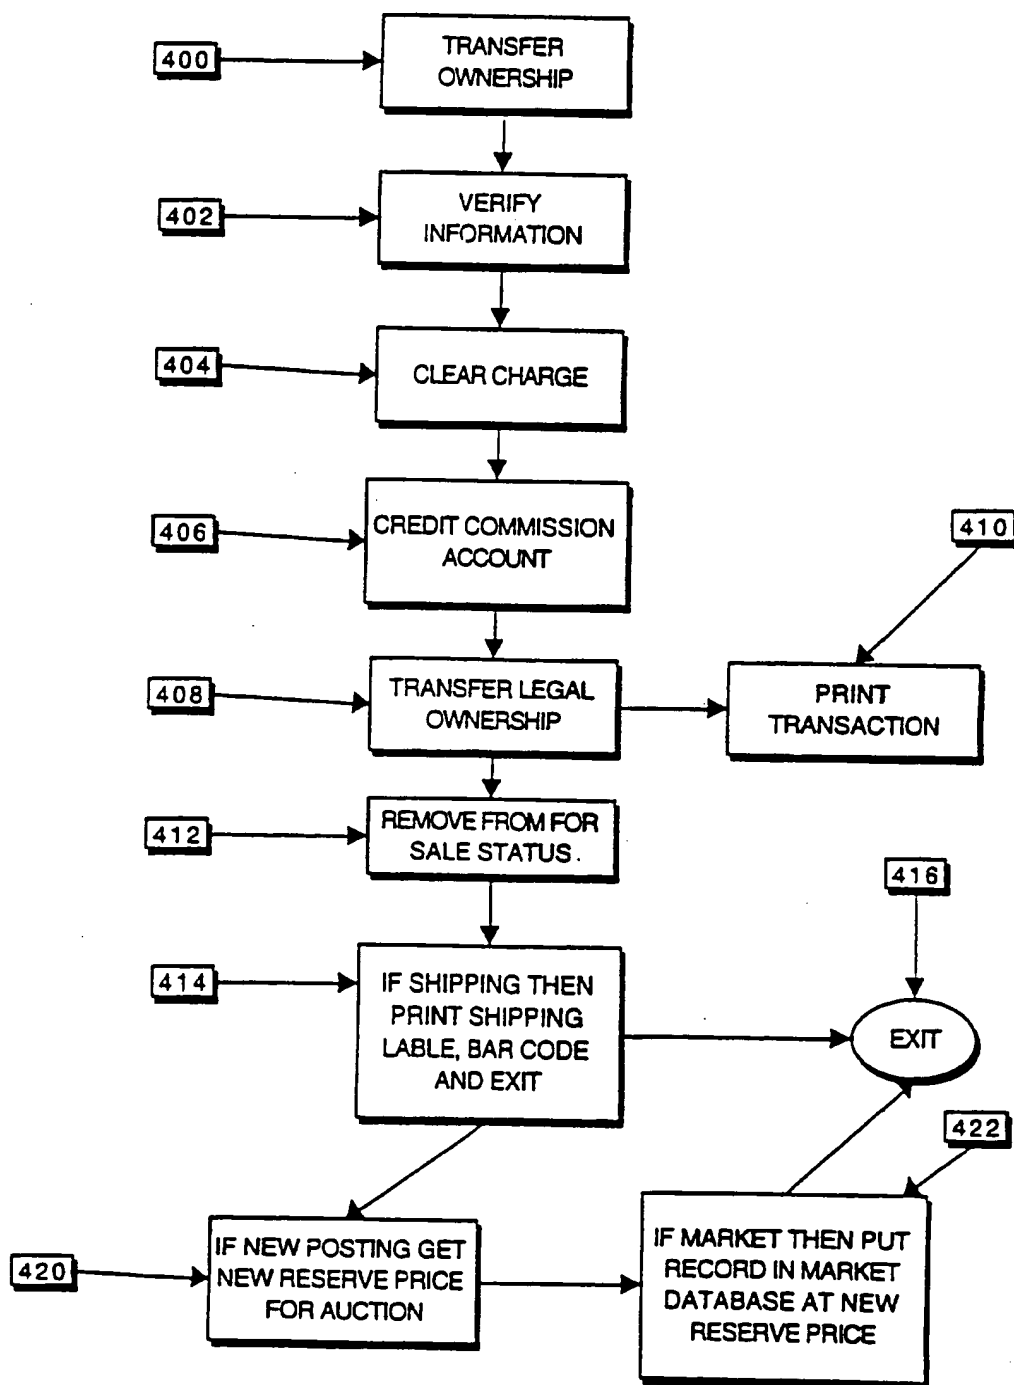 400
TRANSFER
OWNERSHIP
402
VERIFY
INFORMATION
404
CLEAR CHARGE
406
CREDIT COMMISSION
ACCOUNT
410
408
TRANSFER LEGAL
OWNERSHIP
PRINT
TRANSACTION
412
REMOVE FROM FOR
SALE STATUS.
416
414
IF SHIPPING THEN
PRINT SHIPPING
LABLE, BAR CODE
AND EXIT
EXIT
422
420
IF NEW POSTING GET
NEW RESERVE PRICE
FOR AUCTION
IF MARKET THEN PUT
RECORD IN MARKET
DATABASE AT NEW
RESERVE PRICE